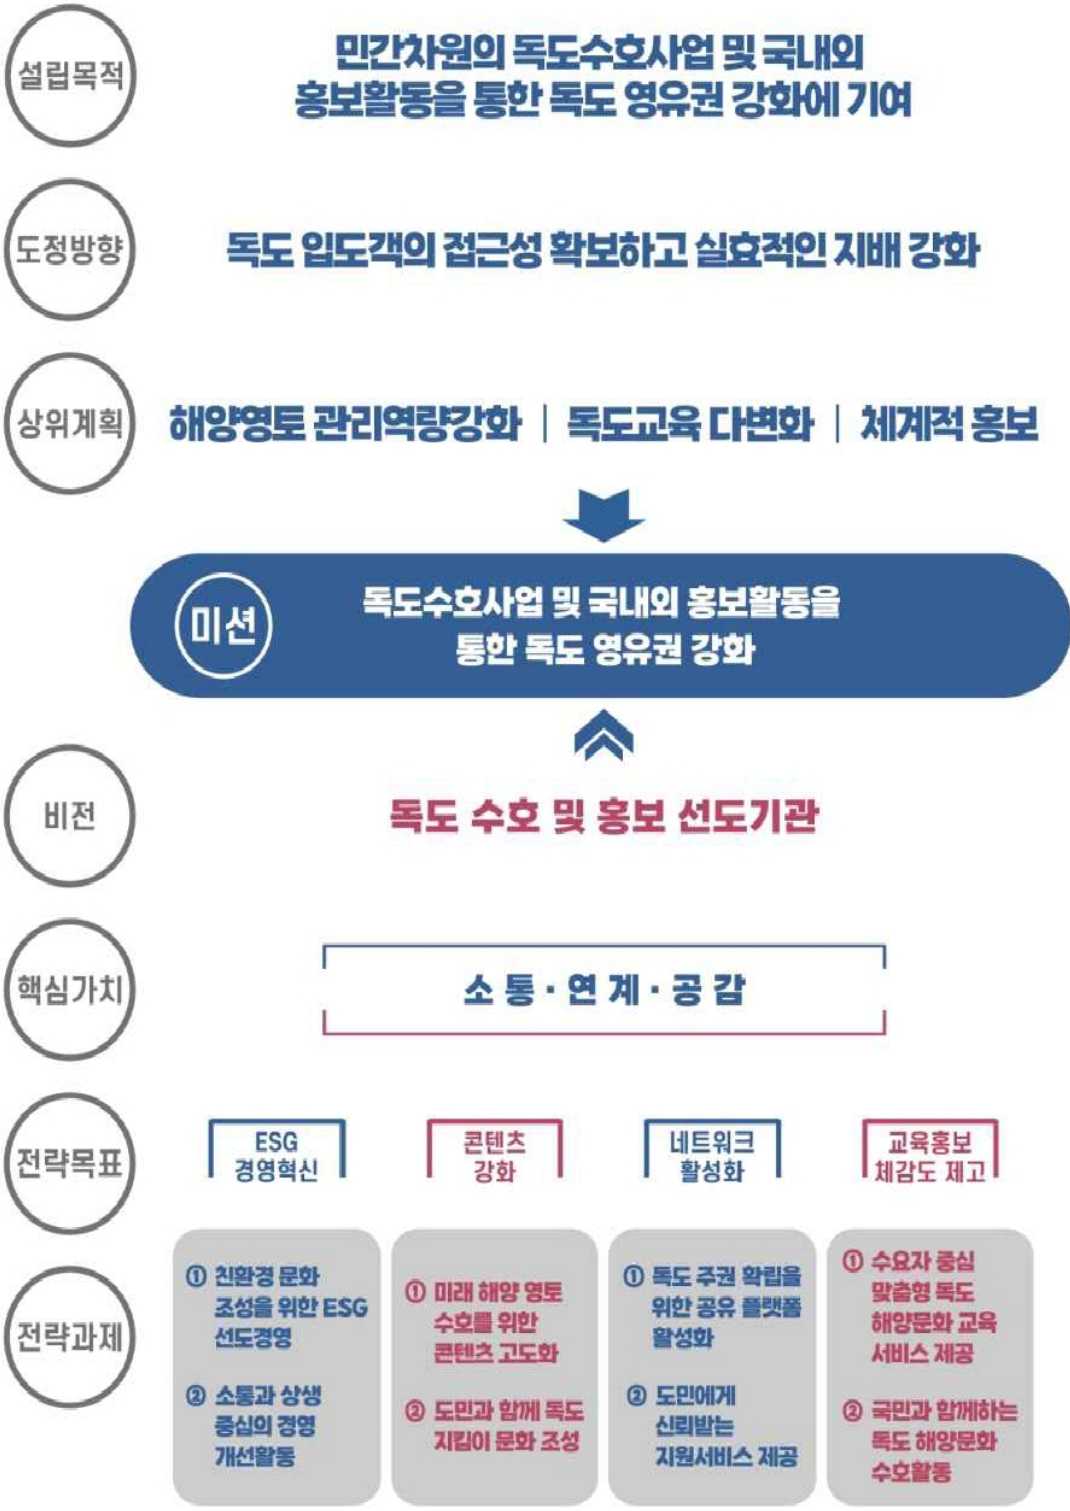 설립목적
민간차원의 독도수호사업 및 국내외
홍보활동을 통한 독도 영유권 강화에 기여
도정방향
독도 입도객의 접근성 확보하고 실효적인 지배 강화
상위계획
해양영토 관리역량강화 | 독도교육 다변화 | 체계적 홍보
미션
독도수호사업 및 국내외 홍보활동을
통한 독도 영유권 강화
비전
독도 수호 및 홍보 선도기관
핵심가치
소통·연계·공감
전략목표
ESG
경영혁신
콘텐츠
강화
네트워크
활성화
교육홍보
체감도 제고
전략과제
① 친환경 문화
조성을 위한 ESG
선도경영
② 소통과 상생
중심의 경영
개선활동
① 미래 해양 영토
수호를 위한
콘텐츠 고도화
② 도민과 함께 독도
지킴이 문화 조성
① 독도 주권 확립을
위한 공유 플랫폼
활성화
② 도민에게
신뢰받는
지원서비스 제공
① 수요자 중심
맞춤형 독도
해양문화 교육
서비스 제공
② 국민과 함께하는
독도 해양문화
수호활동